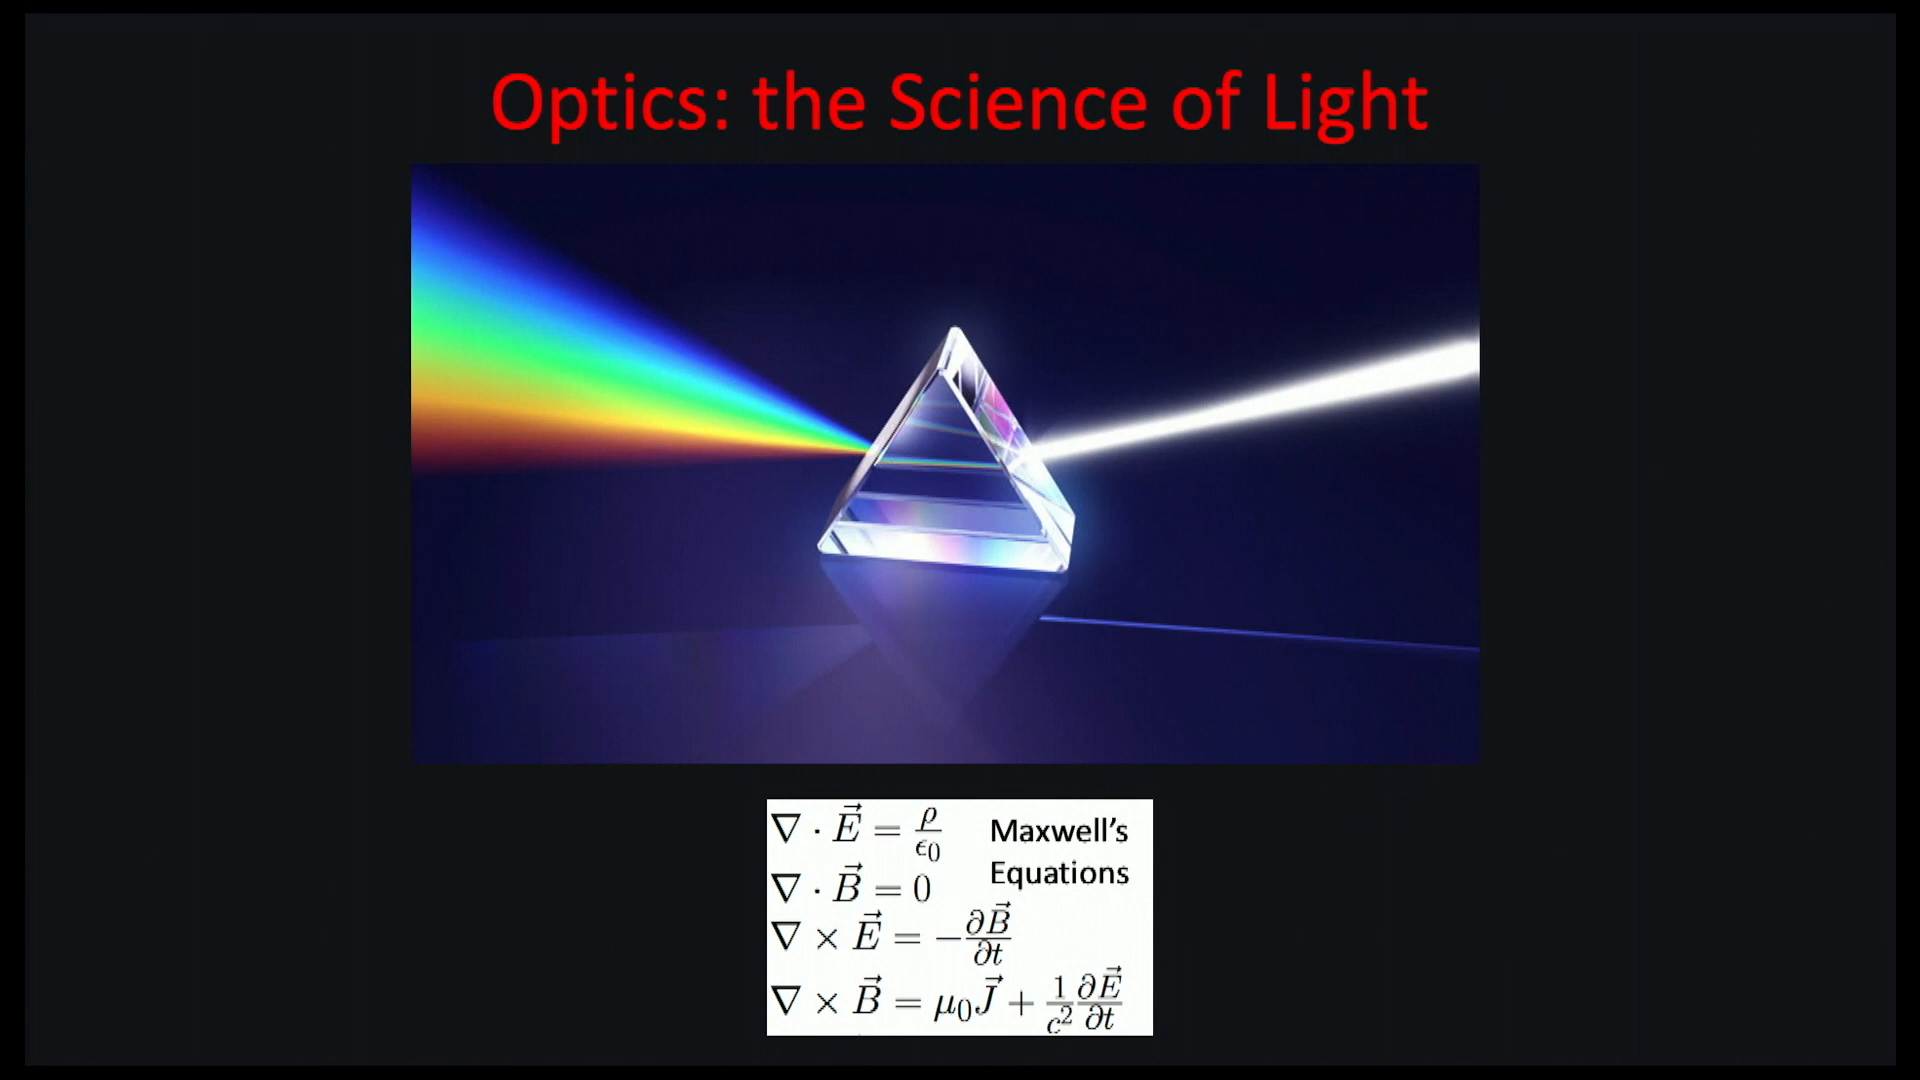 Optics: the Science of Light
∇ · E⃗ = ρ/ϵ₀
Maxwell's
Equations
∇ · B⃗ = 0
∇ × E⃗ = −∂B⃗/∂t
∇ × B⃗ = μ₀J⃗ + 1/c² ∂E⃗/∂t